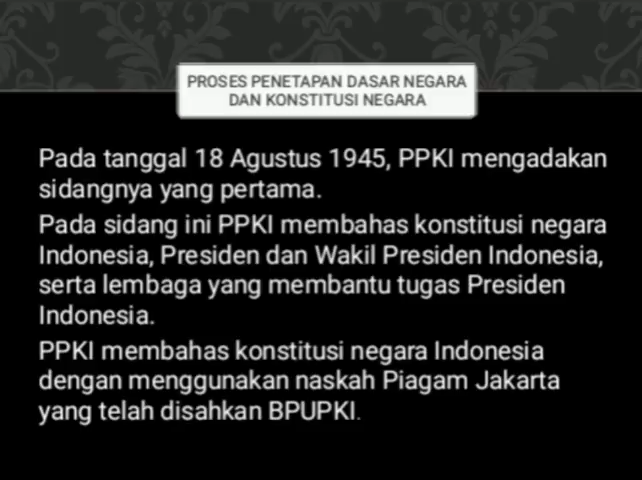 PROSES PENETAPAN DASAR NEGARA
DAN KONSTITUSI NEGARA
Pada tanggal 18 Agustus 1945, PPKI mengadakan
sidangnya yang pertama.
Pada sidang ini PPKI membahas konstitusi negara
Indonesia, Presiden dan Wakil Presiden Indonesia,
serta lembaga yang membantu tugas Presiden
Indonesia.
PPKI membahas konstitusi negara Indonesia
dengan menggunakan naskah Piagam Jakarta
yang telah disahkan BPUPKI.